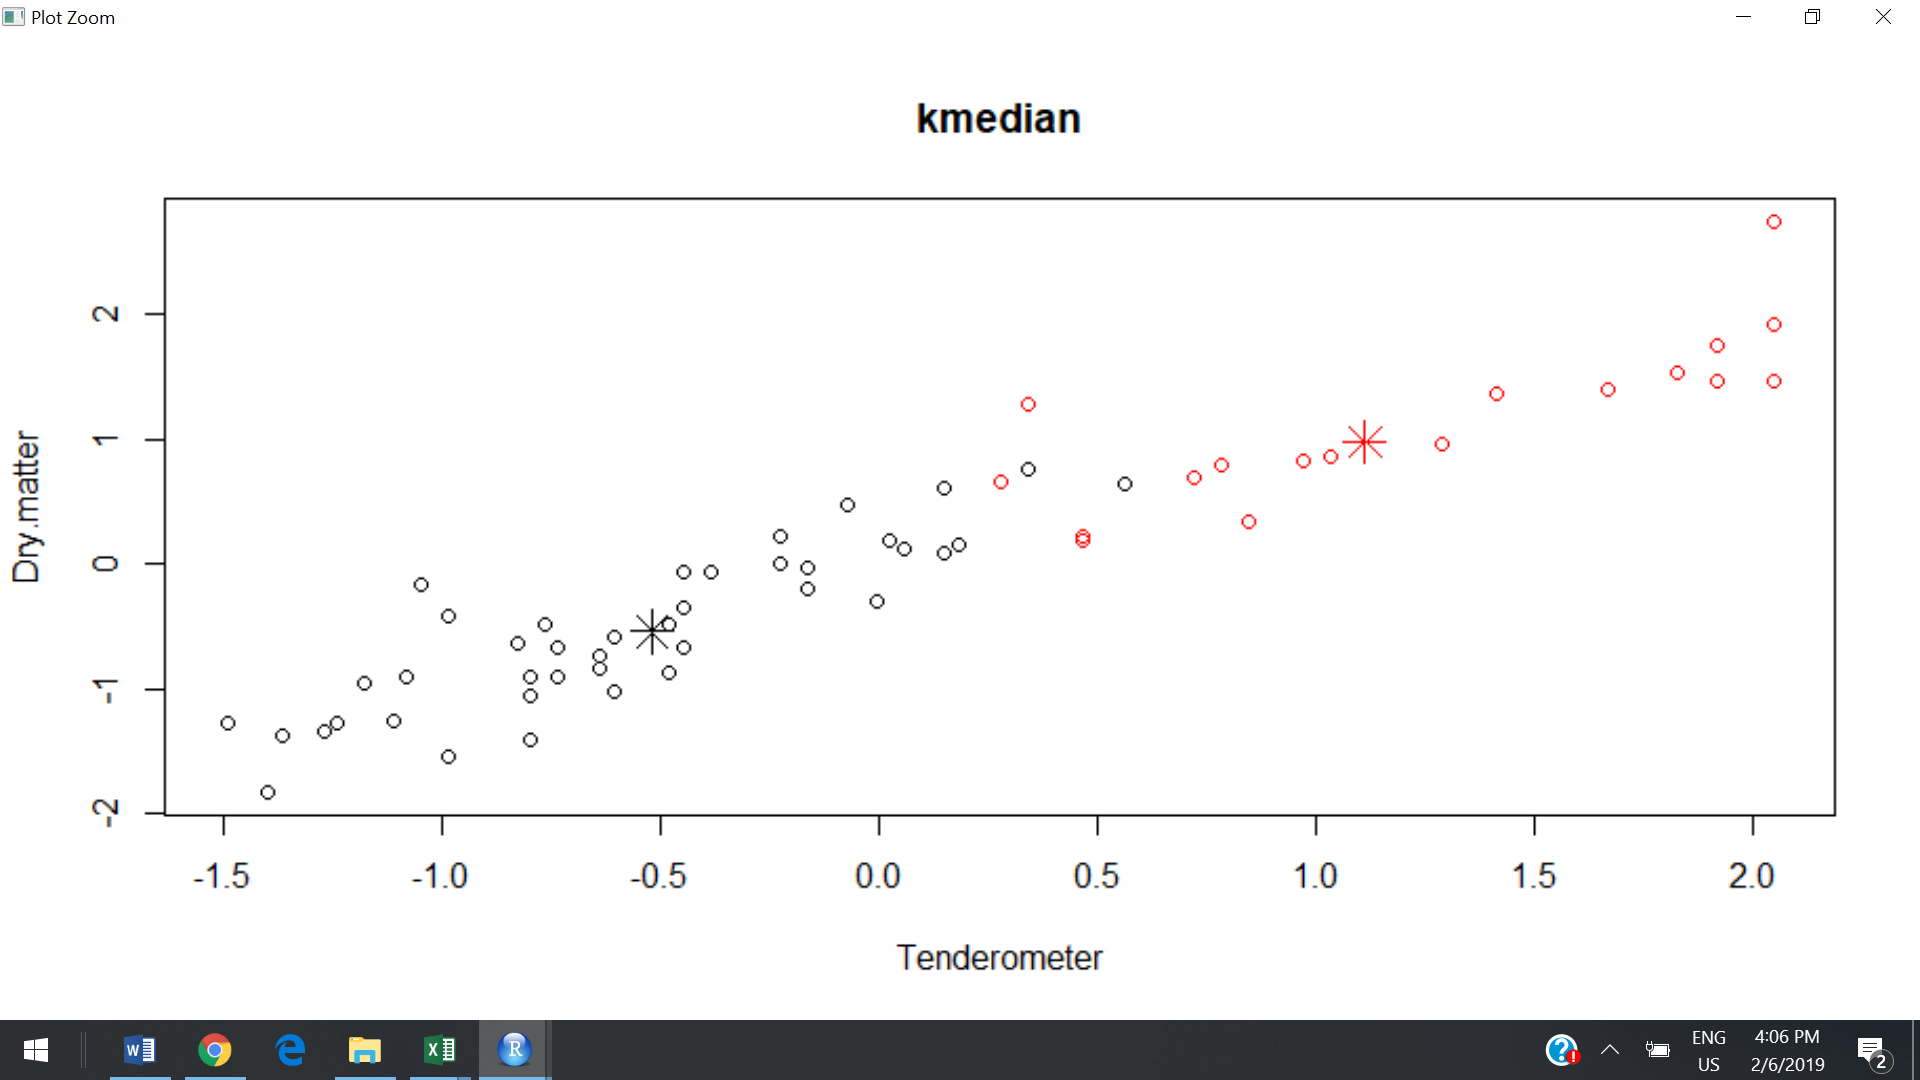 Plot Zoom
kmedian
Dry.matter
2
1
0
-1
-2
-1.5 -1.0 -0.5 0.0 0.5 1.0 1.5 2.0
Tenderometer
ENG 4:06 PM
US 2/6/2019
2